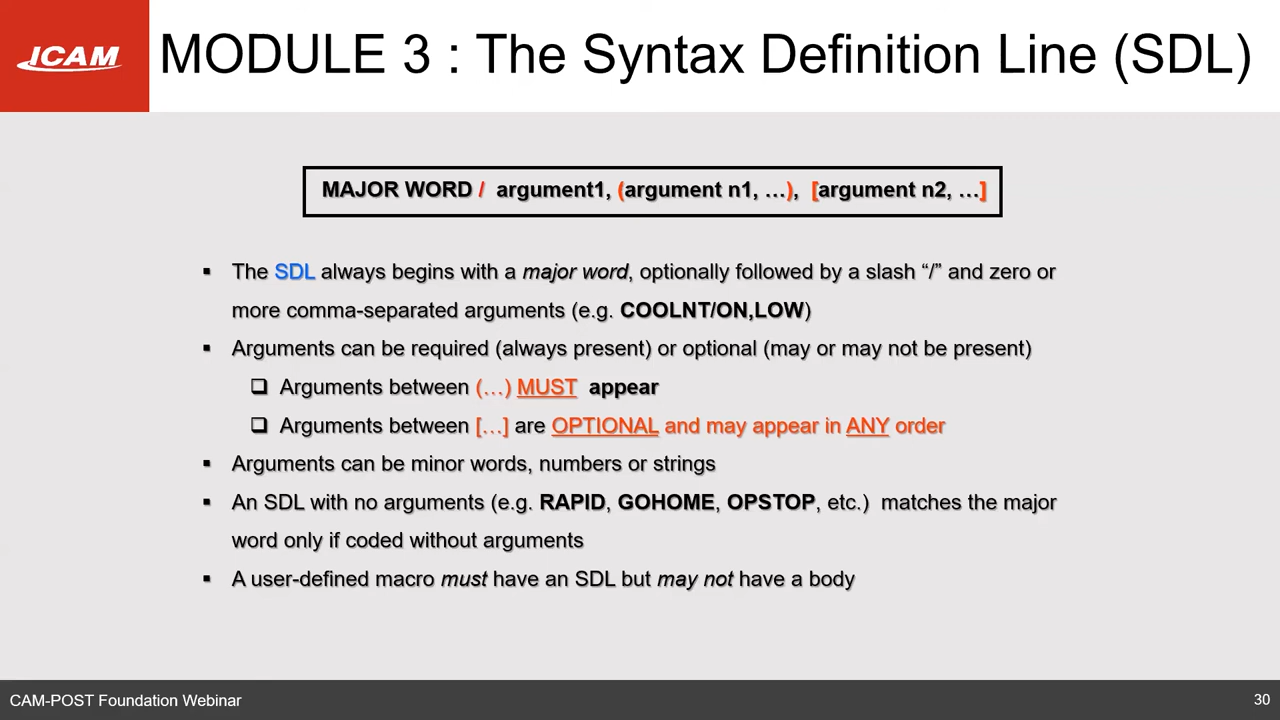 ICAM
MODULE 3 : The Syntax Definition Line (SDL)
MAJOR WORD / argument1, (argument n1, …), [argument n2, …]
▪ The SDL always begins with a major word, optionally followed by a slash “/” and zero or
more comma-separated arguments (e.g. COOLNT/ON,LOW)
▪ Arguments can be required (always present) or optional (may or may not be present)
❑ Arguments between (…) MUST appear
❑ Arguments between […] are OPTIONAL and may appear in ANY order
▪ Arguments can be minor words, numbers or strings
▪ An SDL with no arguments (e.g. RAPID, GOHOME, OPSTOP, etc.) matches the major
word only if coded without arguments
▪ A user-defined macro must have an SDL but may not have a body
CAM-POST Foundation Webinar
30